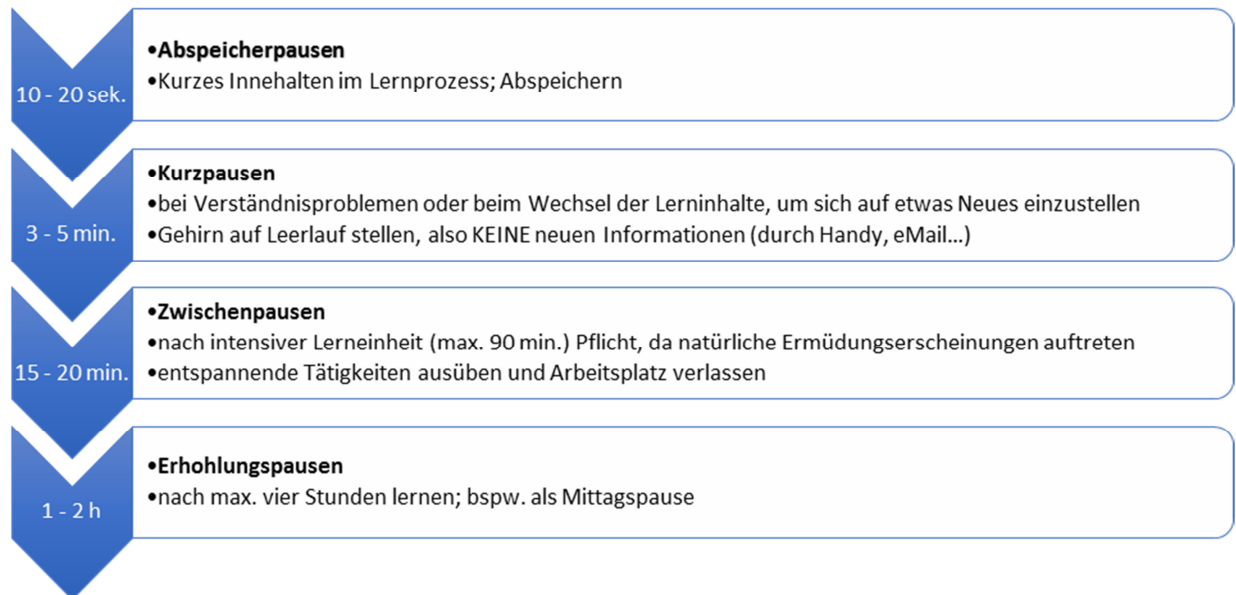 10 - 20 sek.
•Abspeicherpausen
•Kurzes Innehalten im Lernprozess; Abspeichern
3 - 5 min.
•Kurzpausen
•bei Verständnisproblemen oder beim Wechsel der Lerninhalte, um sich auf etwas Neues einzustellen
•Gehirn auf Leerlauf stellen, also KEINE neuen Informationen (durch Handy, eMail…)
15 - 20 min.
•Zwischenpausen
•nach intensiver Lerneinheit (max. 90 min.) Pflicht, da natürliche Ermüdungserscheinungen auftreten
•entspannende Tätigkeiten ausüben und Arbeitsplatz verlassen
1 - 2 h
•Erhohlungspausen
•nach max. vier Stunden lernen; bspw. als Mittagspause